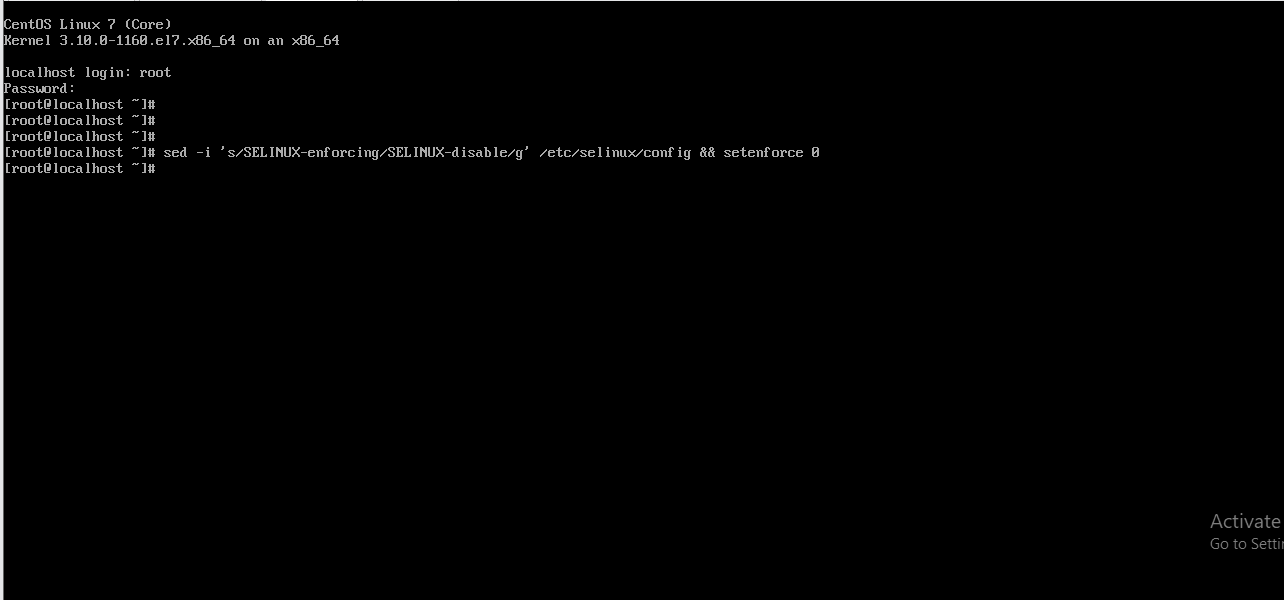 CentOS Linux 7 (Core)
Kernel 3.10.0-1160.el7.x86_64 on an x86_64
localhost login: root
Password:
[root@localhost ~]#
[root@localhost ~]#
[root@localhost ~]#
[root@localhost ~]# sed -i 's/SELINUX-enforcing/SELINUX-disable/g' /etc/selinux/config && setenforce 0
[root@localhost ~]#
Activate
Go to Setti